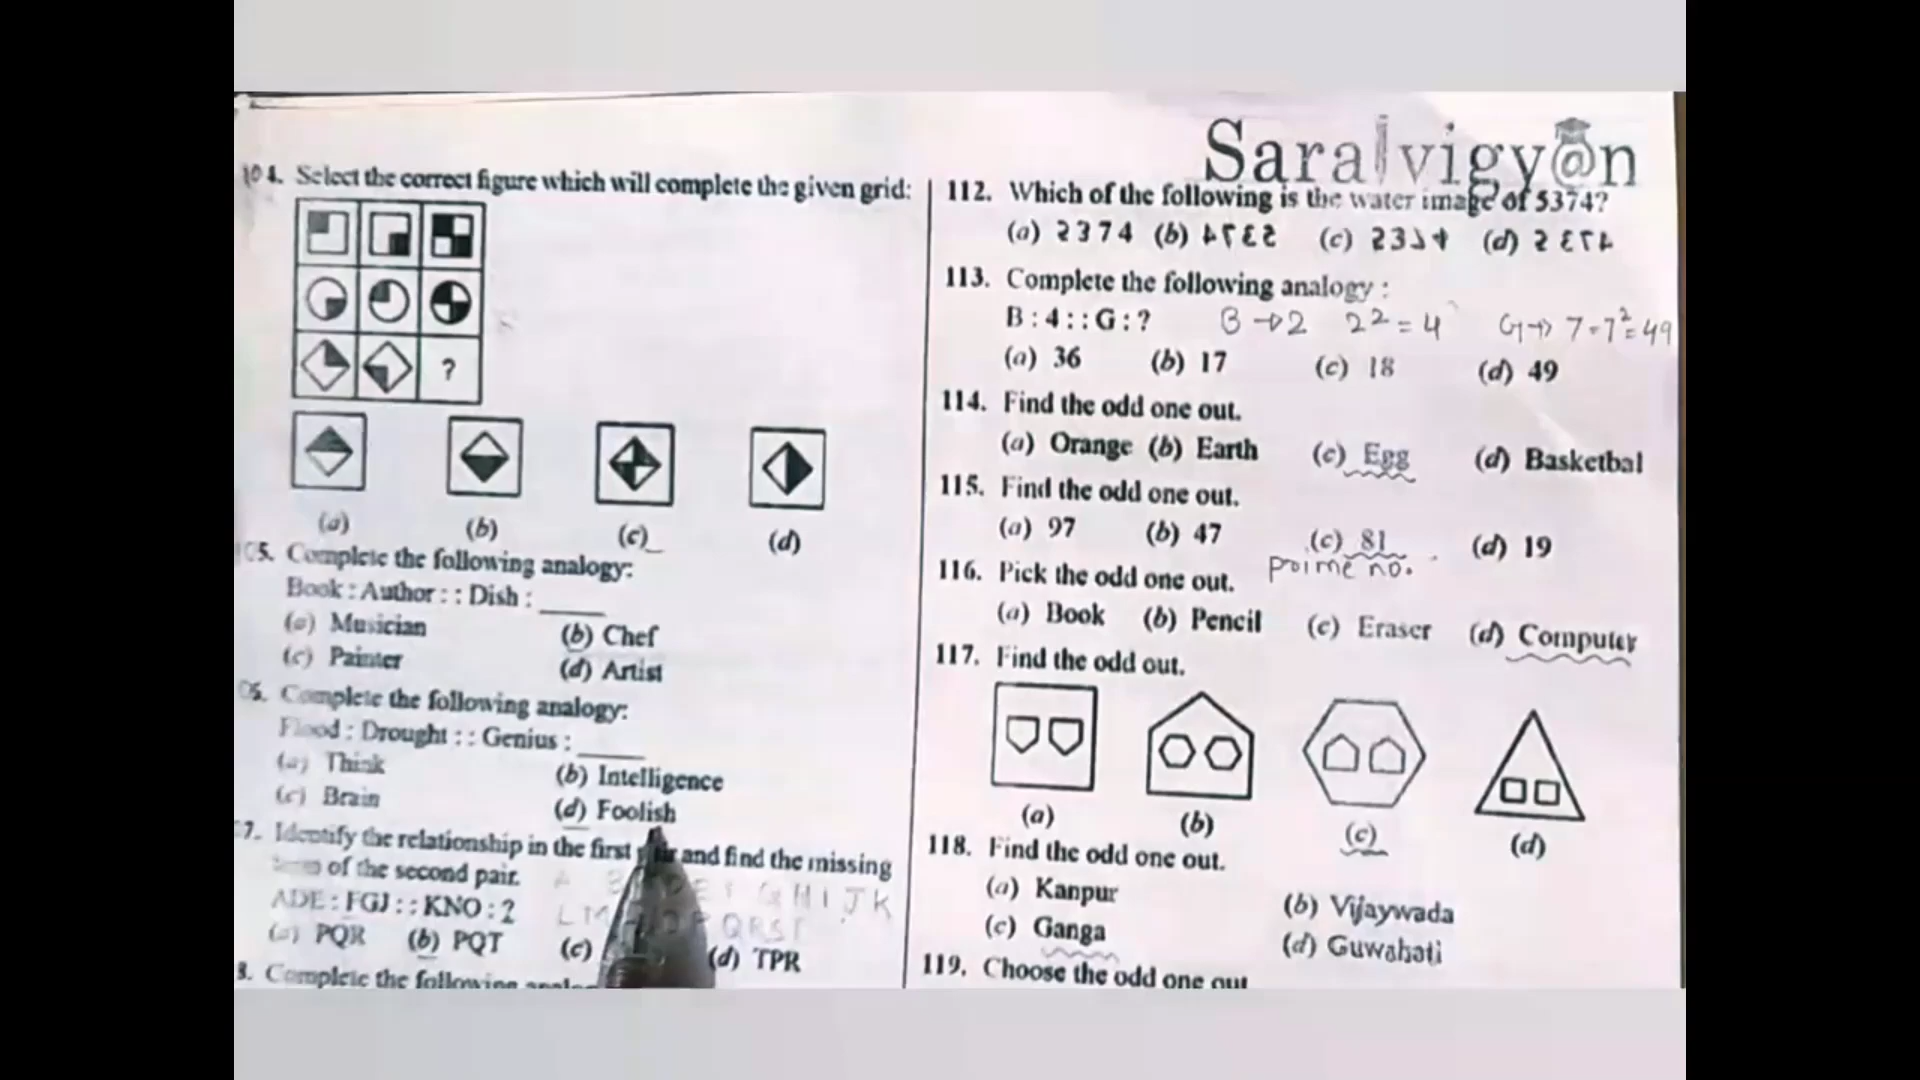 Saralvigy@n
104. Select the correct figure which will complete the given grid:
?
(a) (b) (c) (d)
105. Complete the following analogy:
Book : Author : : Dish : ____
(a) Musician (b) Chef
(c) Painter (d) Artist
06. Complete the following analogy:
Flood : Drought : : Genius : ____
(a) Think (b) Intelligence
(c) Brain (d) Foolish
07. Identify the relationship in the first and find the missing
term of the second pair.
ADE : FGJ : : KNO : ?
(a) PQR (b) PQT (c) (d) TPR
8. Complete the following
112. Which of the following is the water image of 5374?
(a) (b) (c) (d)
113. Complete the following analogy :
B : 4 : : G : ? B → 2 2² = 4 G → 7 = 7² = 49
(a) 36 (b) 17 (c) 18 (d) 49
114. Find the odd one out.
(a) Orange (b) Earth (c) Egg (d) Basketbal
115. Find the odd one out.
(a) 97 (b) 47 (c) 81 (d) 19
prime no.
116. Pick the odd one out.
(a) Book (b) Pencil (c) Eraser (d) Computer
117. Find the odd out.
(a) (b) (c) (d)
118. Find the odd one out.
(a) Kanpur (b) Vijaywada
(c) Ganga (d) Guwahati
119. Choose the odd one out